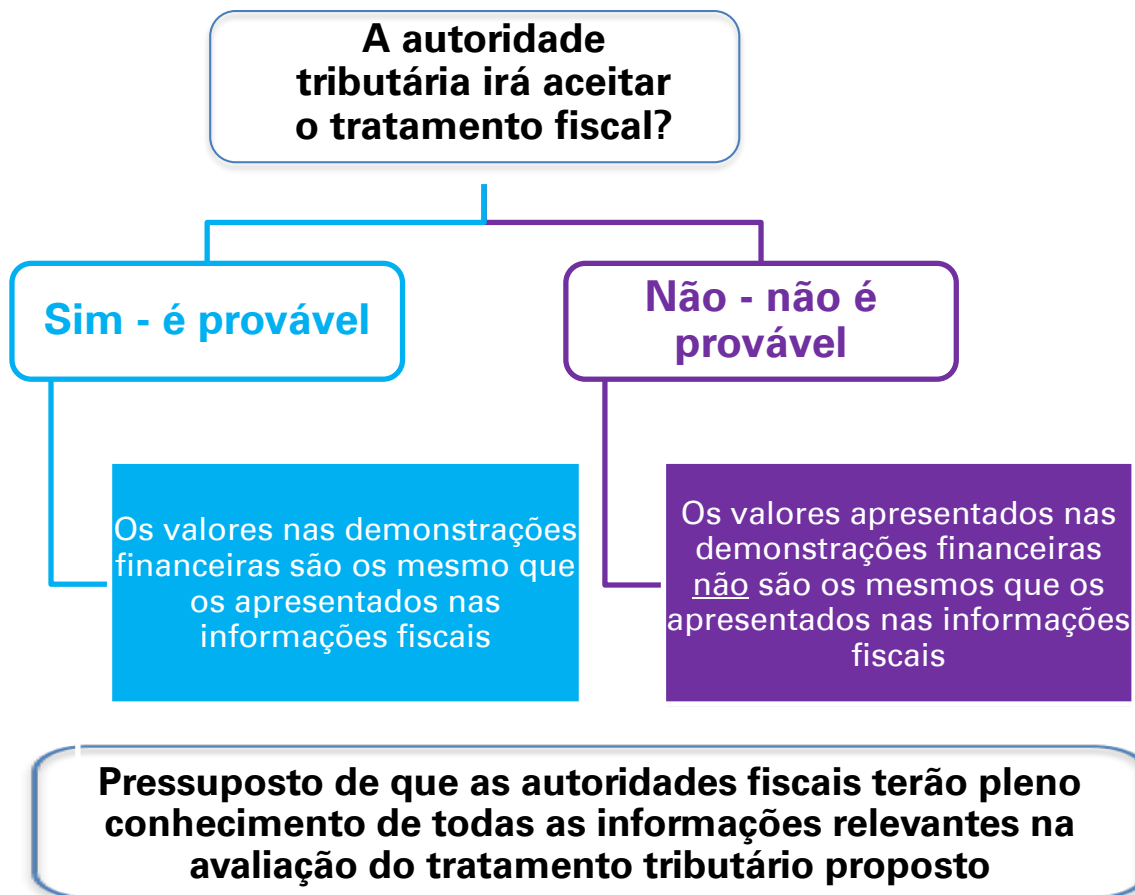 A autoridade
tributária irá aceitar
o tratamento fiscal?
Sim - é provável
Não - não é
provável
Os valores nas demonstrações
financeiras são os mesmo que
os apresentados nas
informações fiscais
Os valores apresentados nas
demonstrações financeiras
não são os mesmos que os
apresentados nas informações
fiscais
Pressuposto de que as autoridades fiscais terão pleno
conhecimento de todas as informações relevantes na
avaliação do tratamento tributário proposto